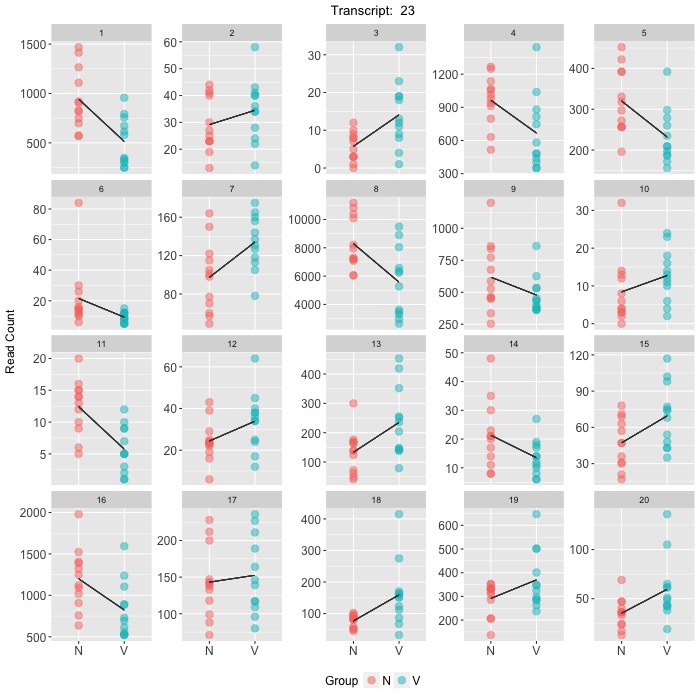 Transcript: 23
1 2 3 4 5
1500 1000 500
60 50 40 30 20
30 20 10 0
1200 900 600 300
400 300 200
6 7 8 9 10
80 60 40 20
160 120 80
10000 8000 6000 4000
1000 750 500 250
30 20 10 0
Read Count
11 12 13 14 15
20 15 10 5
60 40 20
400 300 200 100
50 40 30 20 10
120 90 60 30
16 17 18 19 20
2000 1500 1000 500
200 150 100
400 300 200 100
600 500 400 300 200
100 50
N V N V N V N V N V
Group N V